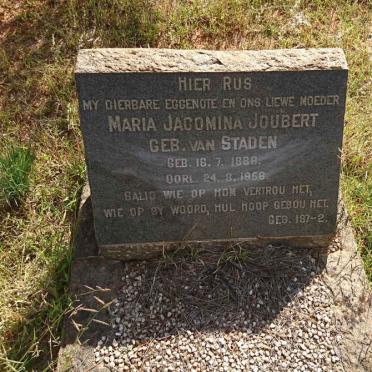 HIER RUS
MY DIERBARE EGGENOTE EN ONS LIEWE MOEDER
MARIA JACOMINA JOUBERT
GEB. VAN STADEN
GEB. 16. 7. 1888.
OORL. 24. 8. 1958.
SALIG WIE OP HOM VERTROU HET,
WIE OP SY WOORD, HUL HOOP GEBOU HET.
GES. 187-2.